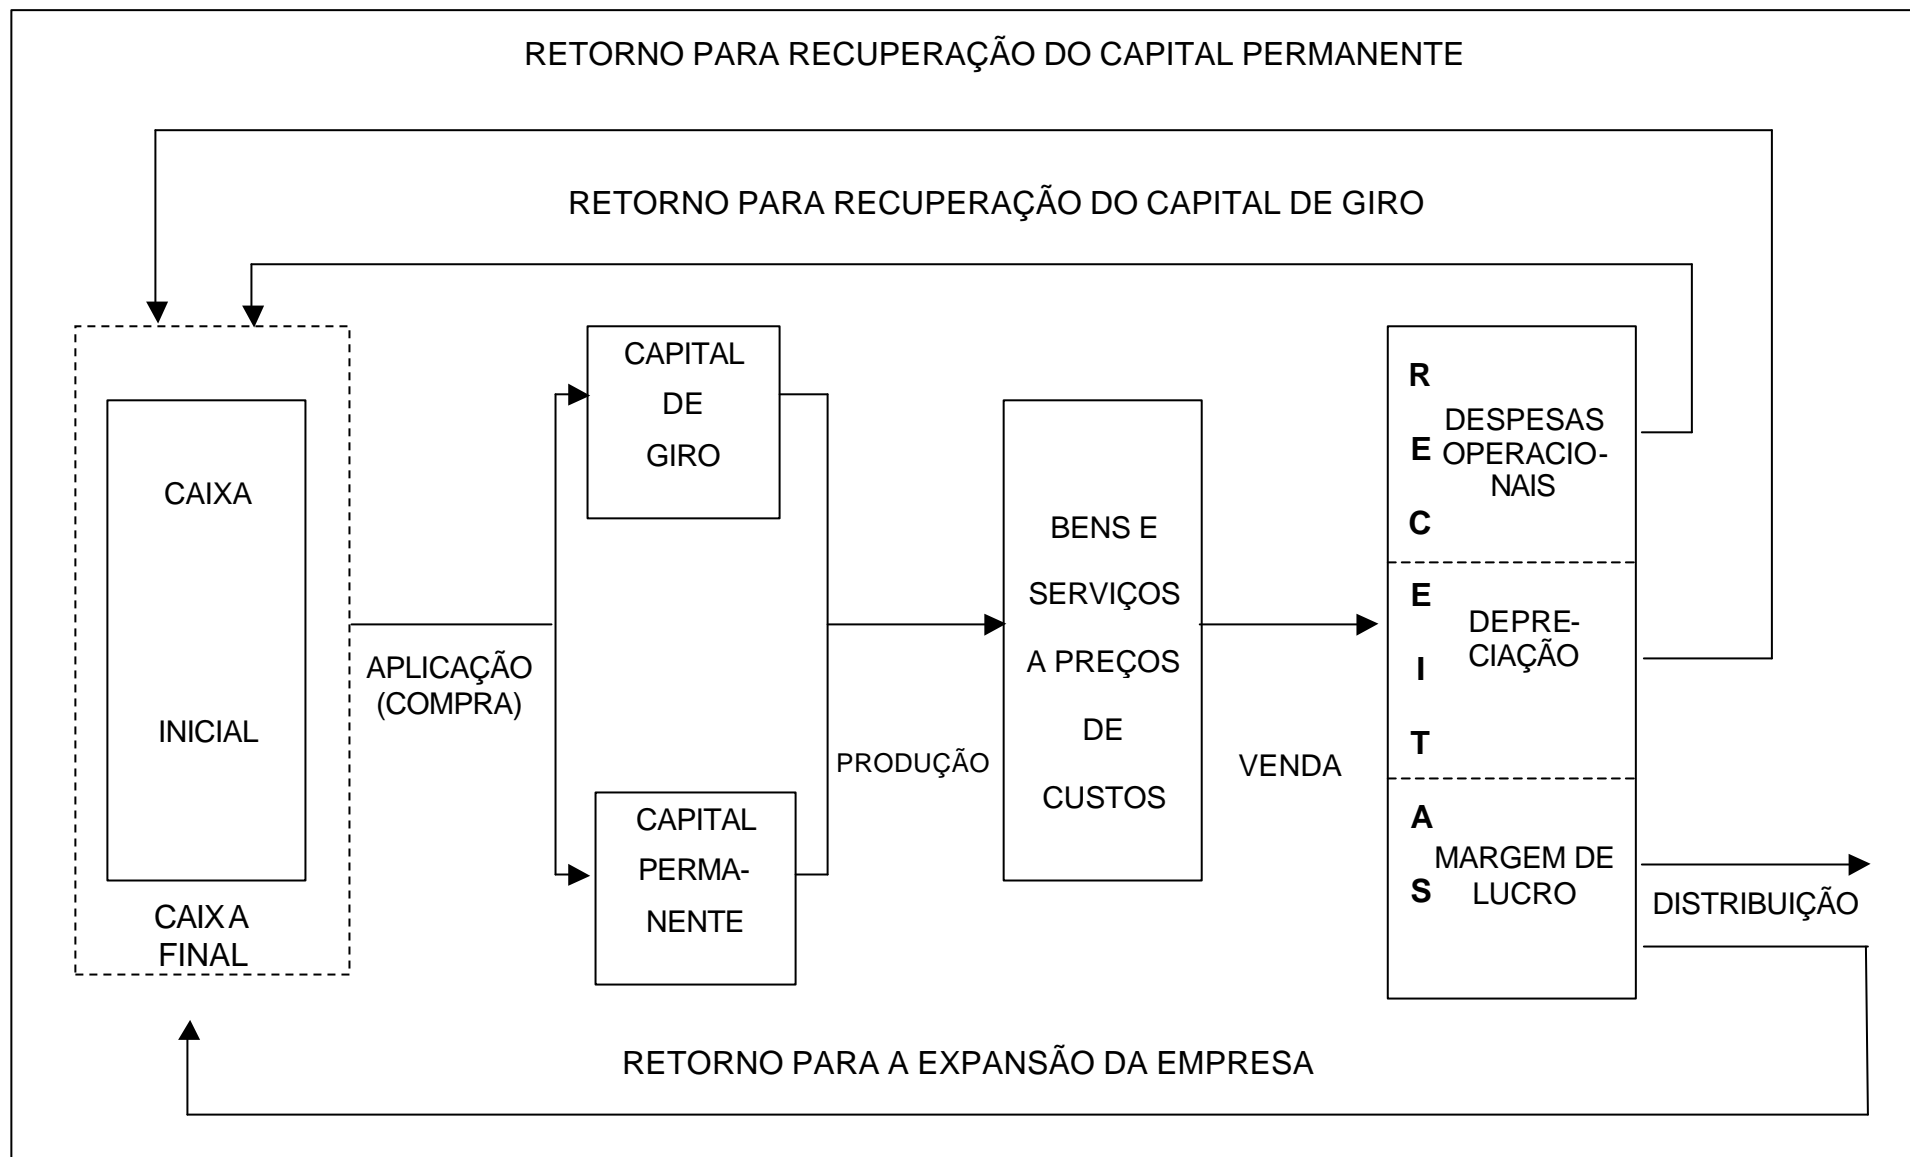 RETORNO PARA RECUPERAÇÃO DO CAPITAL PERMANENTE
RETORNO PARA RECUPERAÇÃO DO CAPITAL DE GIRO
CAIXA
INICIAL
CAIXA
FINAL
APLICAÇÃO
(COMPRA)
CAPITAL
DE
GIRO
CAPITAL
PERMA-
NENTE
PRODUÇÃO
BENS E
SERVIÇOS
A PREÇOS
DE
CUSTOS
VENDA
R
E
C
E
I
T
A
S
DESPESAS
OPERACIO-
NAIS
DEPRE-
CIAÇÃO
MARGEM DE
LUCRO
DISTRIBUIÇÃO
RETORNO PARA A EXPANSÃO DA EMPRESA